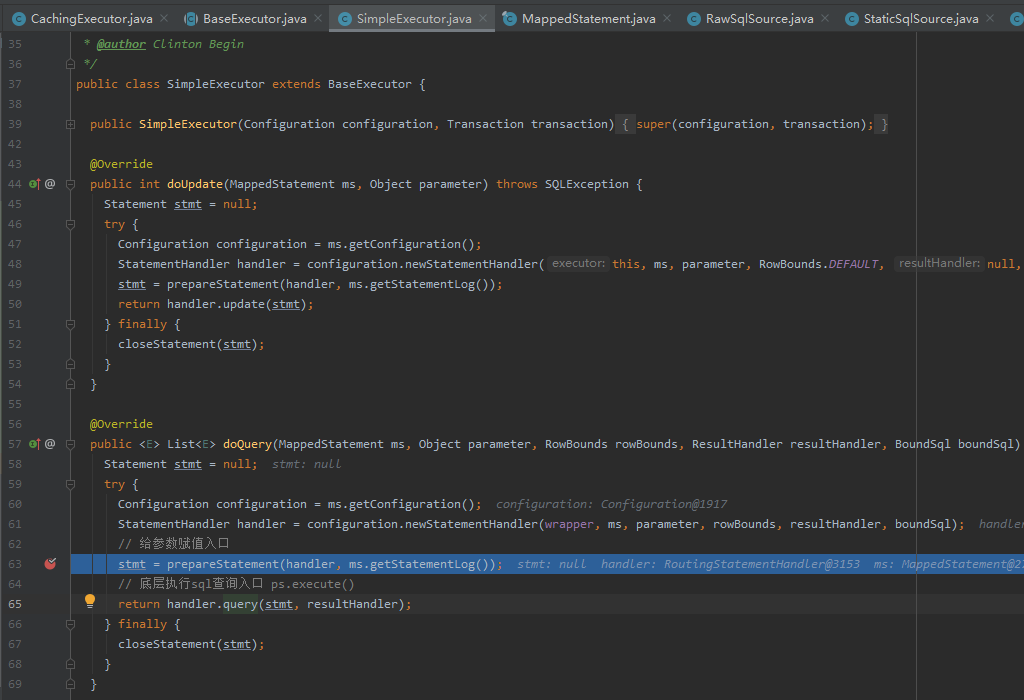 CachingExecutor.java × BaseExecutor.java × SimpleExecutor.java × MappedStatement.java × RawSqlSource.java × StaticSqlSource.java ×
35 * @author Clinton Begin
36 */
37 public class SimpleExecutor extends BaseExecutor {
38
39 public SimpleExecutor(Configuration configuration, Transaction transaction) { super(configuration, transaction); }
42
43 @Override
44 public int doUpdate(MappedStatement ms, Object parameter) throws SQLException {
45 Statement stmt = null;
46 try {
47 Configuration configuration = ms.getConfiguration();
48 StatementHandler handler = configuration.newStatementHandler( executor: this, ms, parameter, RowBounds.DEFAULT, resultHandler: null,
49 stmt = prepareStatement(handler, ms.getStatementLog());
50 return handler.update(stmt);
51 } finally {
52 closeStatement(stmt);
53 }
54 }
55
56 @Override
57 public <E> List<E> doQuery(MappedStatement ms, Object parameter, RowBounds rowBounds, ResultHandler resultHandler, BoundSql boundSql)
58 Statement stmt = null; stmt: null
59 try {
60 Configuration configuration = ms.getConfiguration(); configuration: Configuration@1917
61 StatementHandler handler = configuration.newStatementHandler(wrapper, ms, parameter, rowBounds, resultHandler, boundSql); handler
62 // 给参数赋值入口
63 stmt = prepareStatement(handler, ms.getStatementLog()); stmt: null handler: RoutingStatementHandler@3153 ms: MappedStatement@2
64 // 底层执行sql查询入口 ps.execute()
65 return handler.query(stmt, resultHandler);
66 } finally {
67 closeStatement(stmt);
68 }
69 }